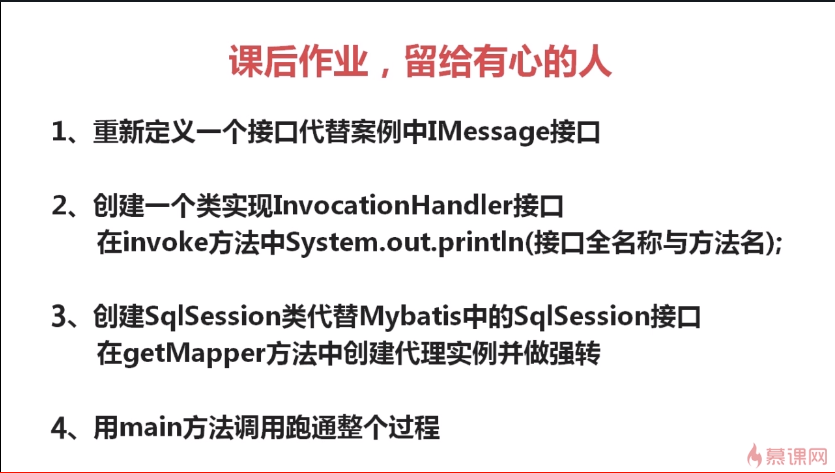 课后作业，留给有心的人
1、重新定义一个接口代替案例中IMessage接口
2、创建一个类实现InvocationHandler接口
在invoke方法中System.out.println(接口全名称与方法名);
3、创建SqlSession类代替Mybatis中的SqlSession接口
在getMapper方法中创建代理实例并做强转
4、用main方法调用跑通整个过程
慕课网